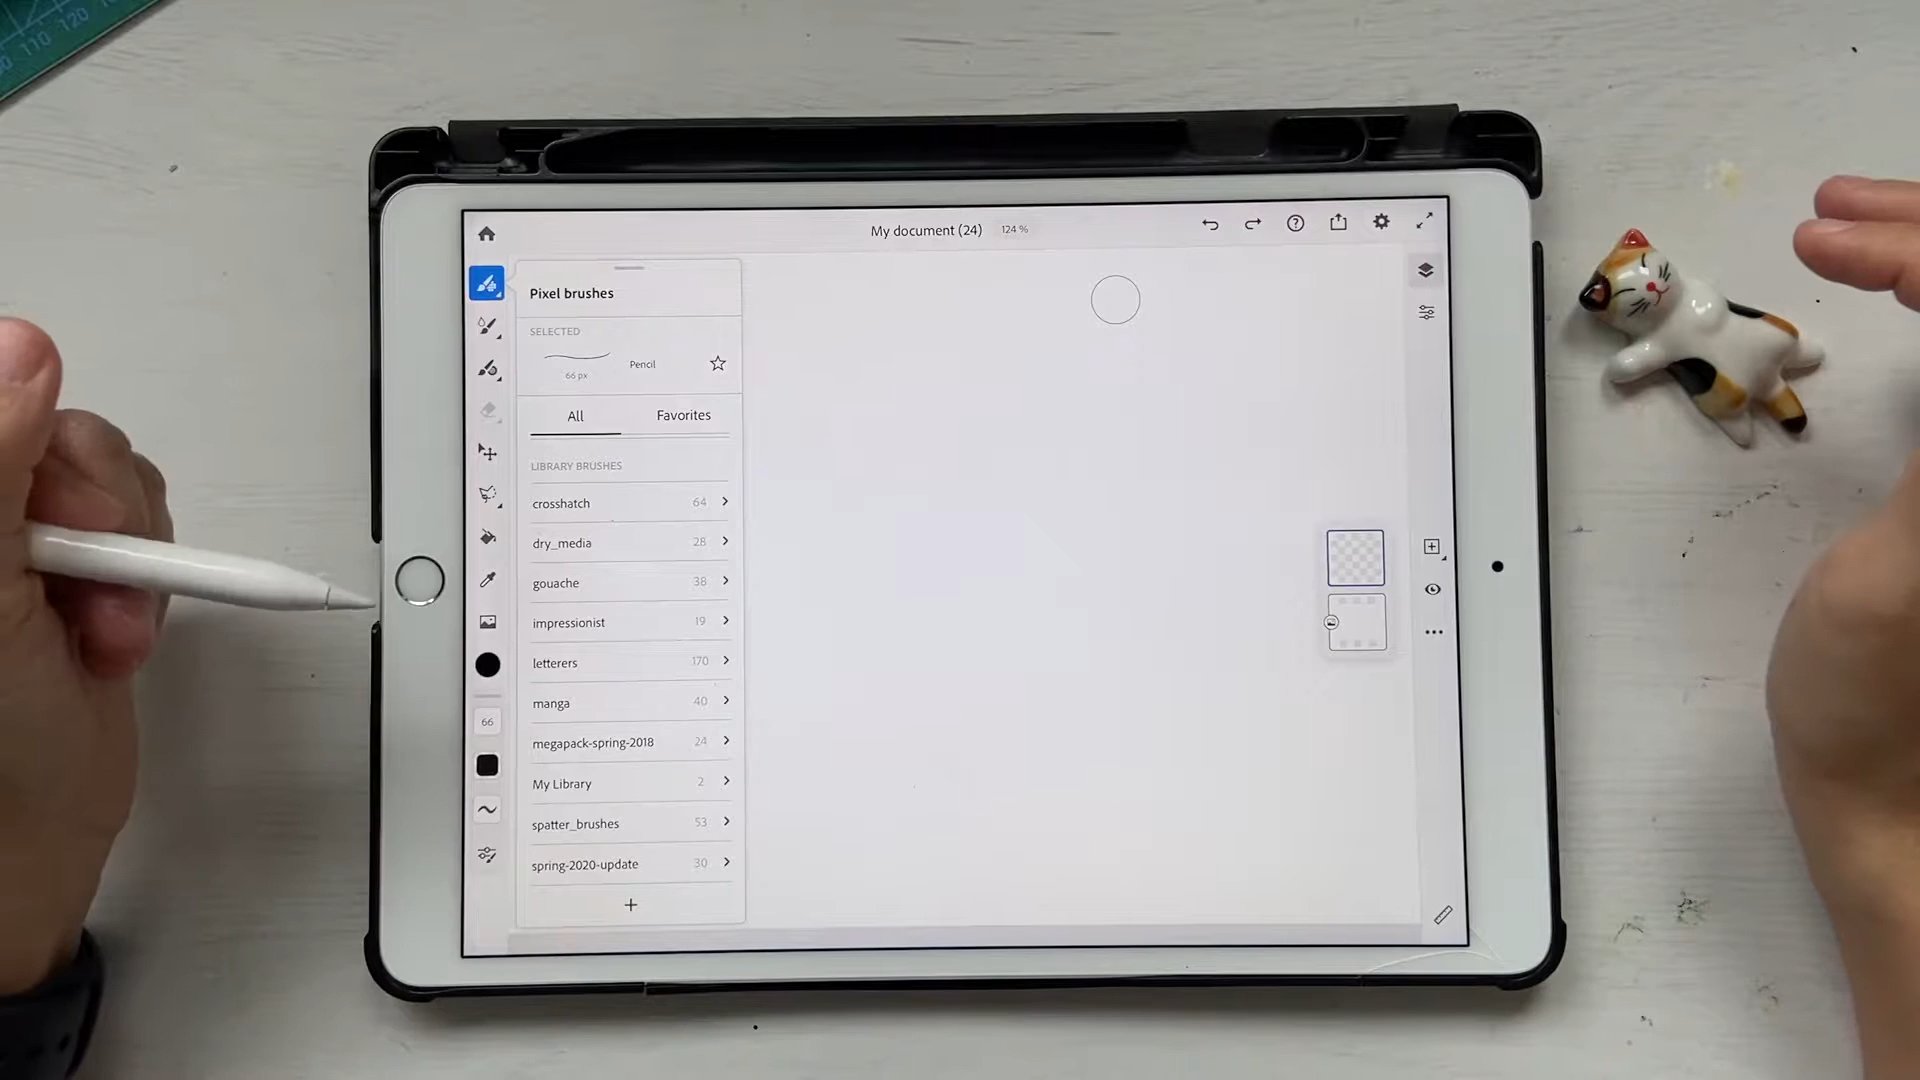 110 120
My document (24) 124 %
Pixel brushes
SELECTED
66 px
Pencil
All Favorites
LIBRARY BRUSHES
crosshatch 64
dry_media 28
gouache 38
impressionist 19
letterers 170
manga 40
megapack-spring-2018 24
My Library 2
spatter_brushes 53
spring-2020-update 30
+
66